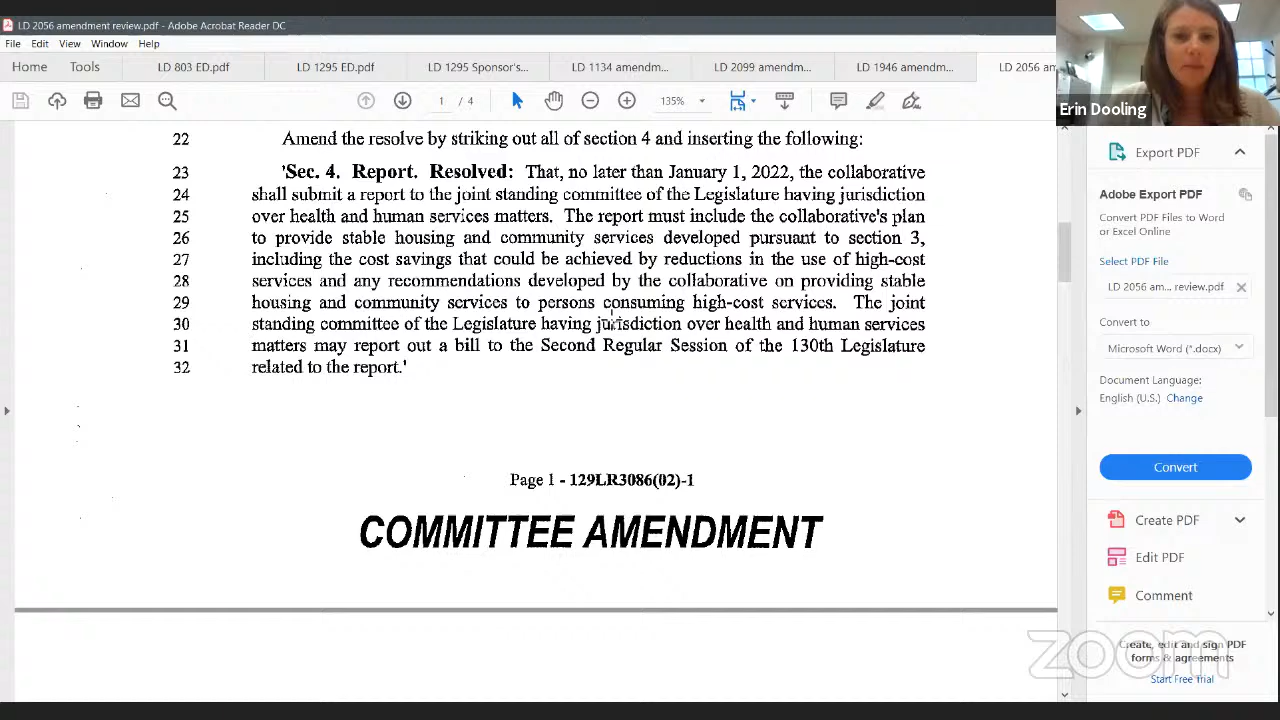 LD 2056 amendment review.pdf - Adobe Acrobat Reader DC
File Edit View Window Help
Home Tools LD 803 ED.pdf LD 1295 ED.pdf LD 1295 Sponsor's... LD 1134 amendm... LD 2099 amendm... LD 1946 amendm... LD 2056 am
1 / 4 135%
Erin Dooling
22 Amend the resolve by striking out all of section 4 and inserting the following:
23 'Sec. 4. Report. Resolved: That, no later than January 1, 2022, the collaborative
24 shall submit a report to the joint standing committee of the Legislature having jurisdiction
25 over health and human services matters. The report must include the collaborative's plan
26 to provide stable housing and community services developed pursuant to section 3,
27 including the cost savings that could be achieved by reductions in the use of high-cost
28 services and any recommendations developed by the collaborative on providing stable
29 housing and community services to persons consuming high-cost services. The joint
30 standing committee of the Legislature having jurisdiction over health and human services
31 matters may report out a bill to the Second Regular Session of the 130th Legislature
32 related to the report.'
Page 1 - 129LR3086(02)-1
COMMITTEE AMENDMENT
Export PDF
Adobe Export PDF
Convert PDF Files to Word
or Excel Online
Select PDF File
LD 2056 am... review.pdf
Convert to
Microsoft Word (*.docx)
Document Language:
English (U.S.) Change
Convert
Create PDF
Edit PDF
Comment
Create, edit and sign PDF
forms & agreements
Start Free Trial
zoom